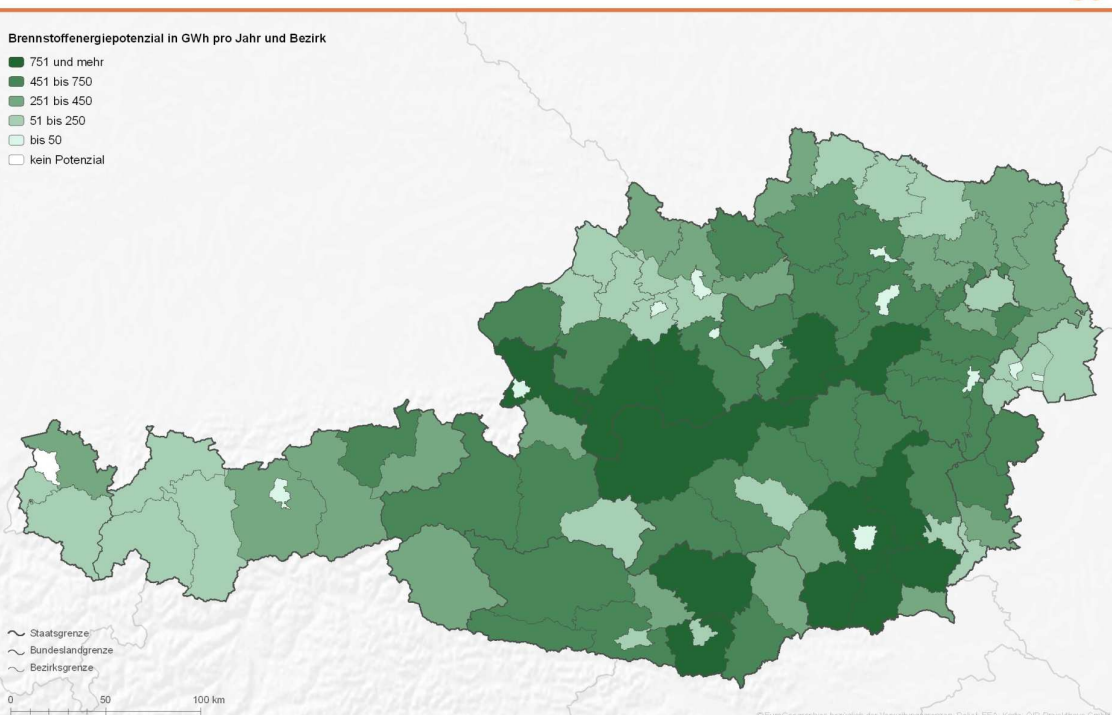 Brennstoffenergiepotenzial in GWh pro Jahr und Bezirk
751 und mehr
451 bis 750
251 bis 450
51 bis 250
bis 50
kein Potenzial
Staatsgrenze
Bundeslandgrenze
Bezirksgrenze
0 50 100 km